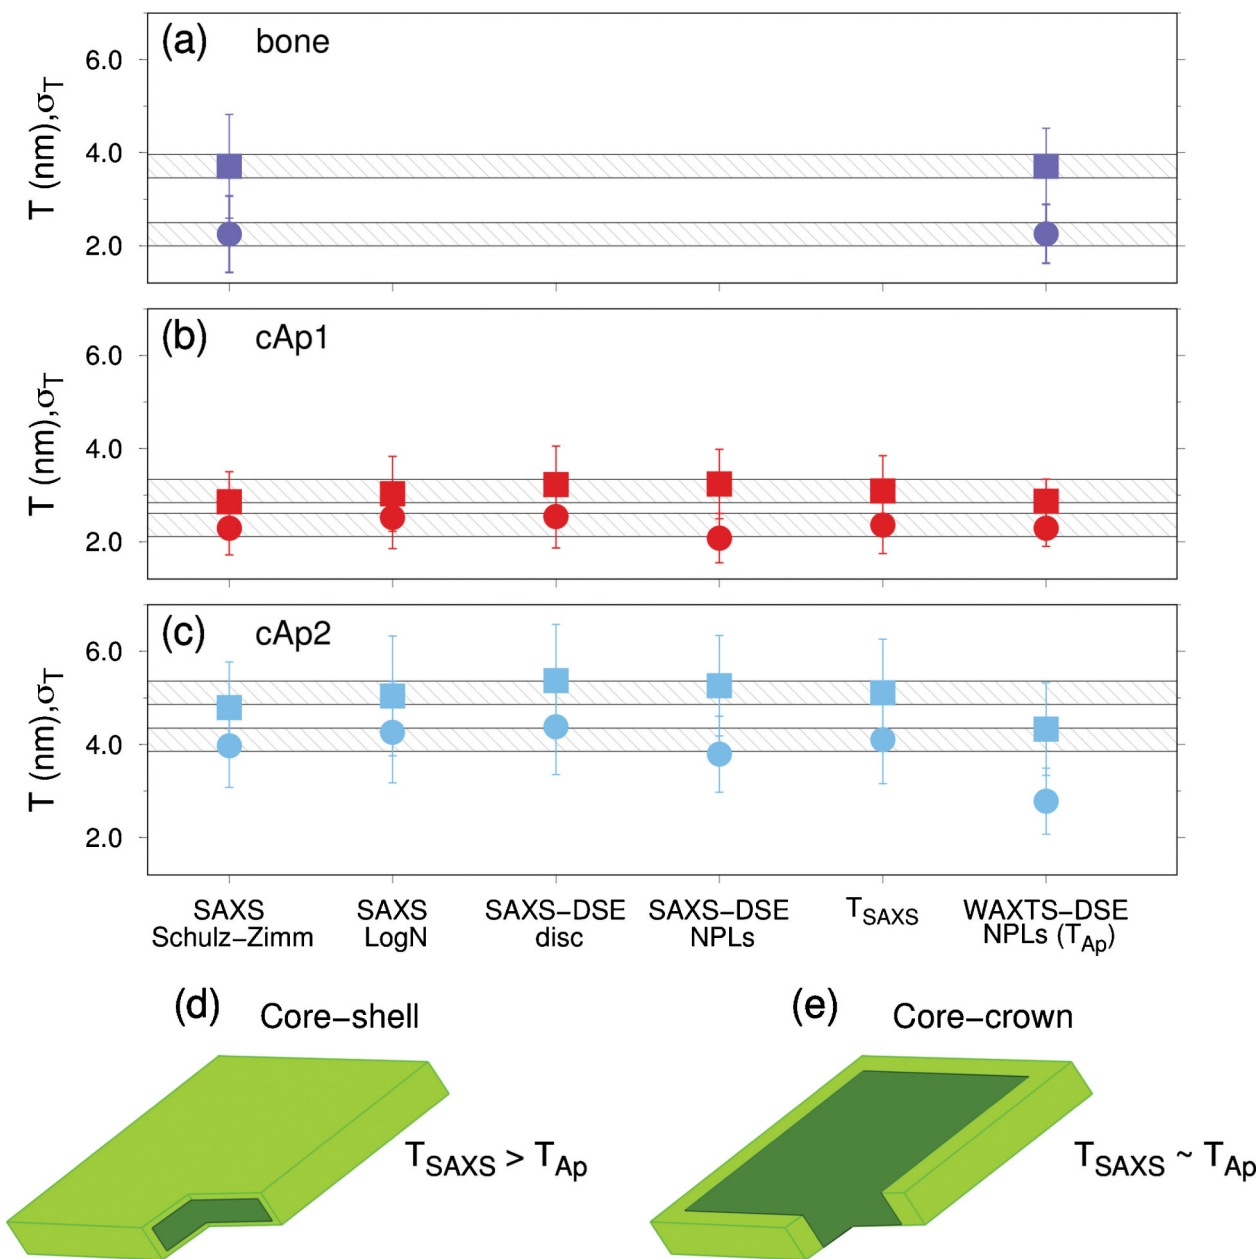 (a) bone
6.0
4.0
2.0
T (nm),σT
(b) cAp1
6.0
4.0
2.0
T (nm),σT
(c) cAp2
6.0
4.0
2.0
T (nm),σT
SAXS
Schulz–Zimm
SAXS
LogN
SAXS–DSE
disc
SAXS–DSE
NPLs
TSAXS
WAXTS–DSE
NPLs (TAp)
(d) Core–shell
TSAXS > TAp
(e) Core–crown
TSAXS ~ TAp